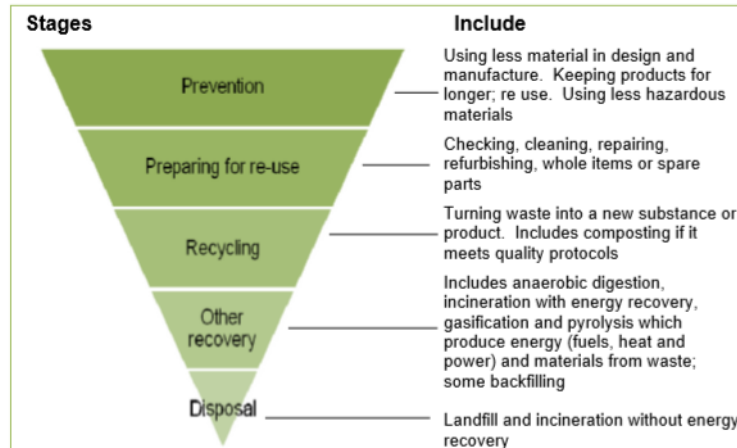 Stages
Include
Prevention
Using less material in design and
manufacture. Keeping products for
longer; re use. Using less hazardous
materials
Preparing for re-use
Checking, cleaning, repairing,
refurbishing, whole items or spare
parts
Recycling
Turning waste into a new substance or
product. Includes composting if it
meets quality protocols
Other
recovery
Includes anaerobic digestion,
incineration with energy recovery,
gasification and pyrolysis which
produce energy (fuels, heat and
power) and materials from waste;
some backfilling
Disposal
Landfill and incineration without energy
recovery